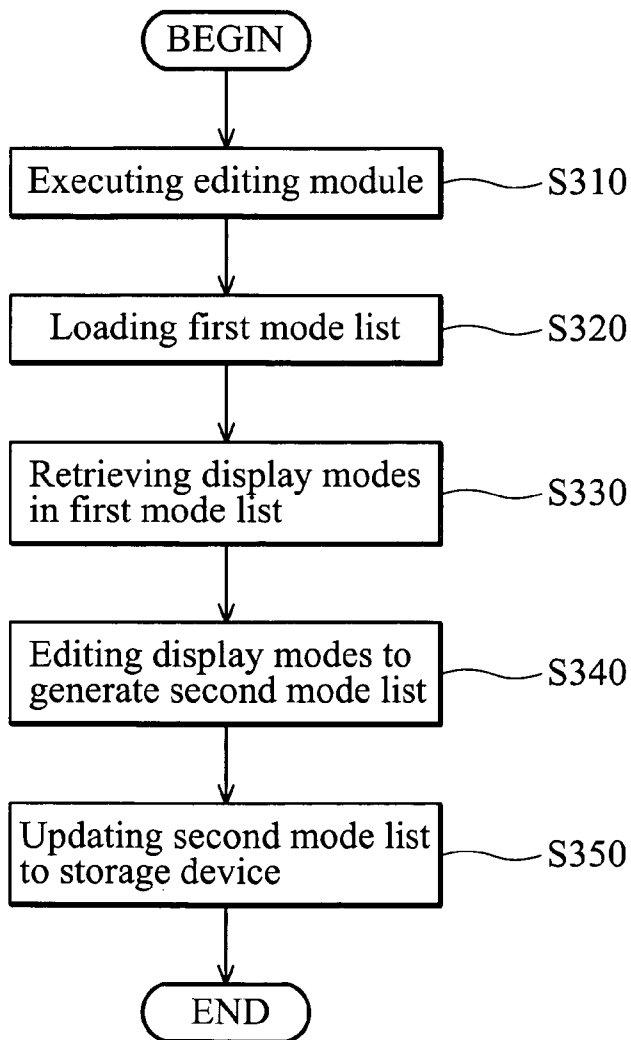 BEGIN
Executing editing module
S310
Loading first mode list
S320
Retrieving display modes
in first mode list
S330
Editing display modes to
generate second mode list
S340
Updating second mode list
to storage device
S350
END